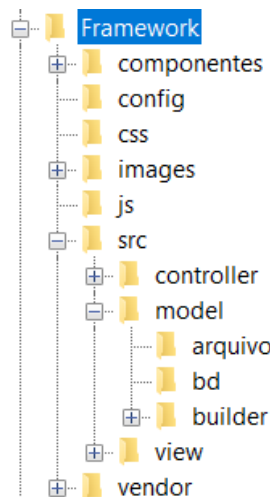 Framework
componentes
config
css
images
js
src
controller
model
arquivo
bd
builder
view
vendor